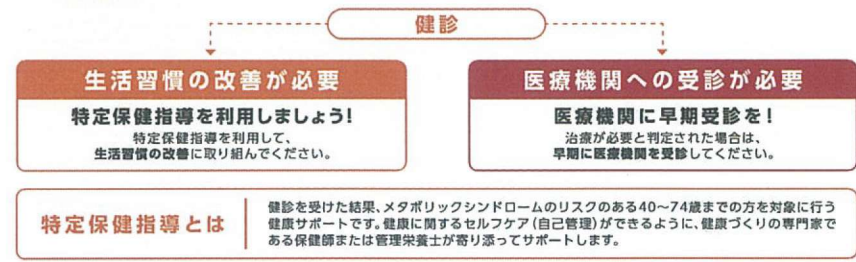 健診
生活習慣の改善が必要
特定保健指導を利用しましょう!
特定保健指導を利用して、
生活習慣の改善に取り組んでください。
医療機関への受診が必要
医療機関に早期受診を!
治療が必要と判定された場合は、
早期に医療機関を受診してください。
特定保健指導とは
健診を受けた結果、メタボリックシンドロームのリスクのある40〜74歳までの方を対象に行う
健康サポートです。健康に関するセルフケア(自己管理)ができるように、健康づくりの専門家で
ある保健師または管理栄養士が寄り添ってサポートします。